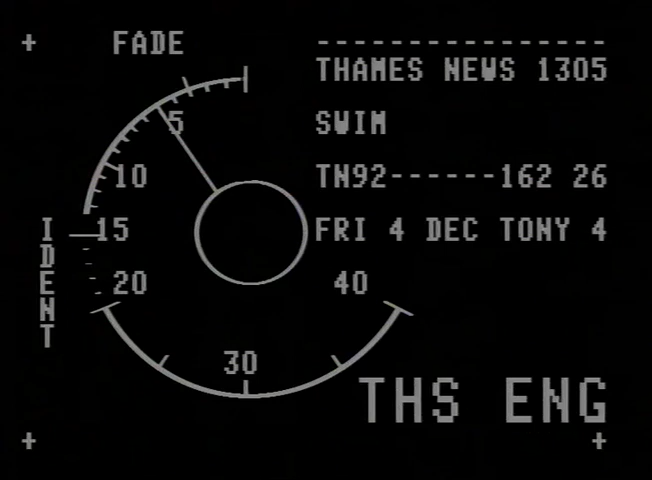 FADE
----------------
THAMES NEWS 1305
SWIM
TN92------162 26
FRI 4 DEC TONY 4
5
10
15
20
30
40
IDENT
THS ENG